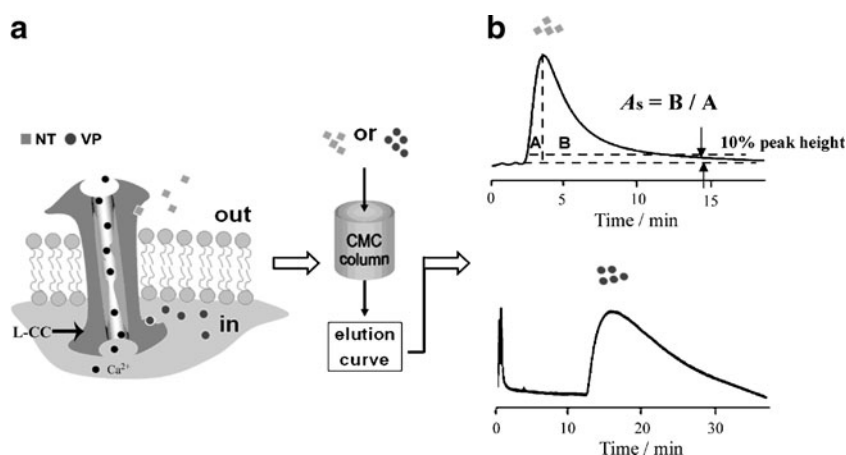 a
NT VP
out
in
L-CC
Ca²⁺
or
CMC
column
elution
curve
b
As = B / A
A B
10% peak height
0 5 10 15
Time / min
0 10 20 30
Time / min